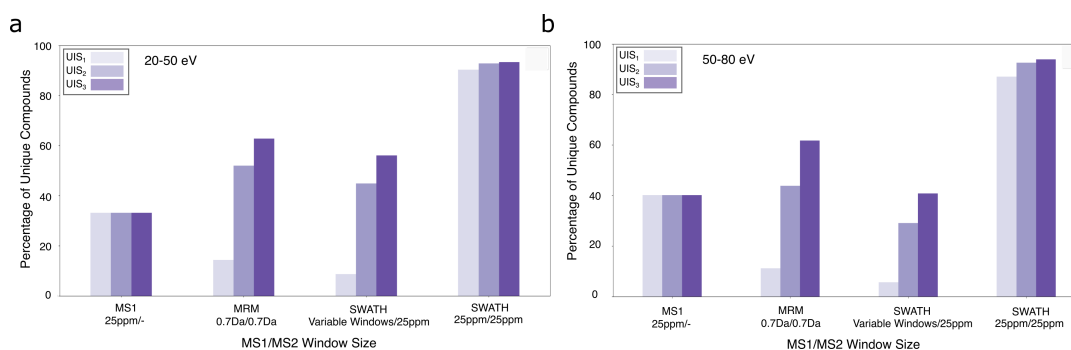 a
Percentage of Unique Compounds
100
80
60
40
20
0
UIS1
UIS2
UIS3
20-50 eV
MS1
25ppm/-
MRM
0.7Da/0.7Da
SWATH
Variable Windows/25ppm
SWATH
25ppm/25ppm
MS1/MS2 Window Size
b
Percentage of Unique Compounds
100
80
60
40
20
0
UIS1
UIS2
UIS3
50-80 eV
MS1
25ppm/-
MRM
0.7Da/0.7Da
SWATH
Variable Windows/25ppm
SWATH
25ppm/25ppm
MS1/MS2 Window Size